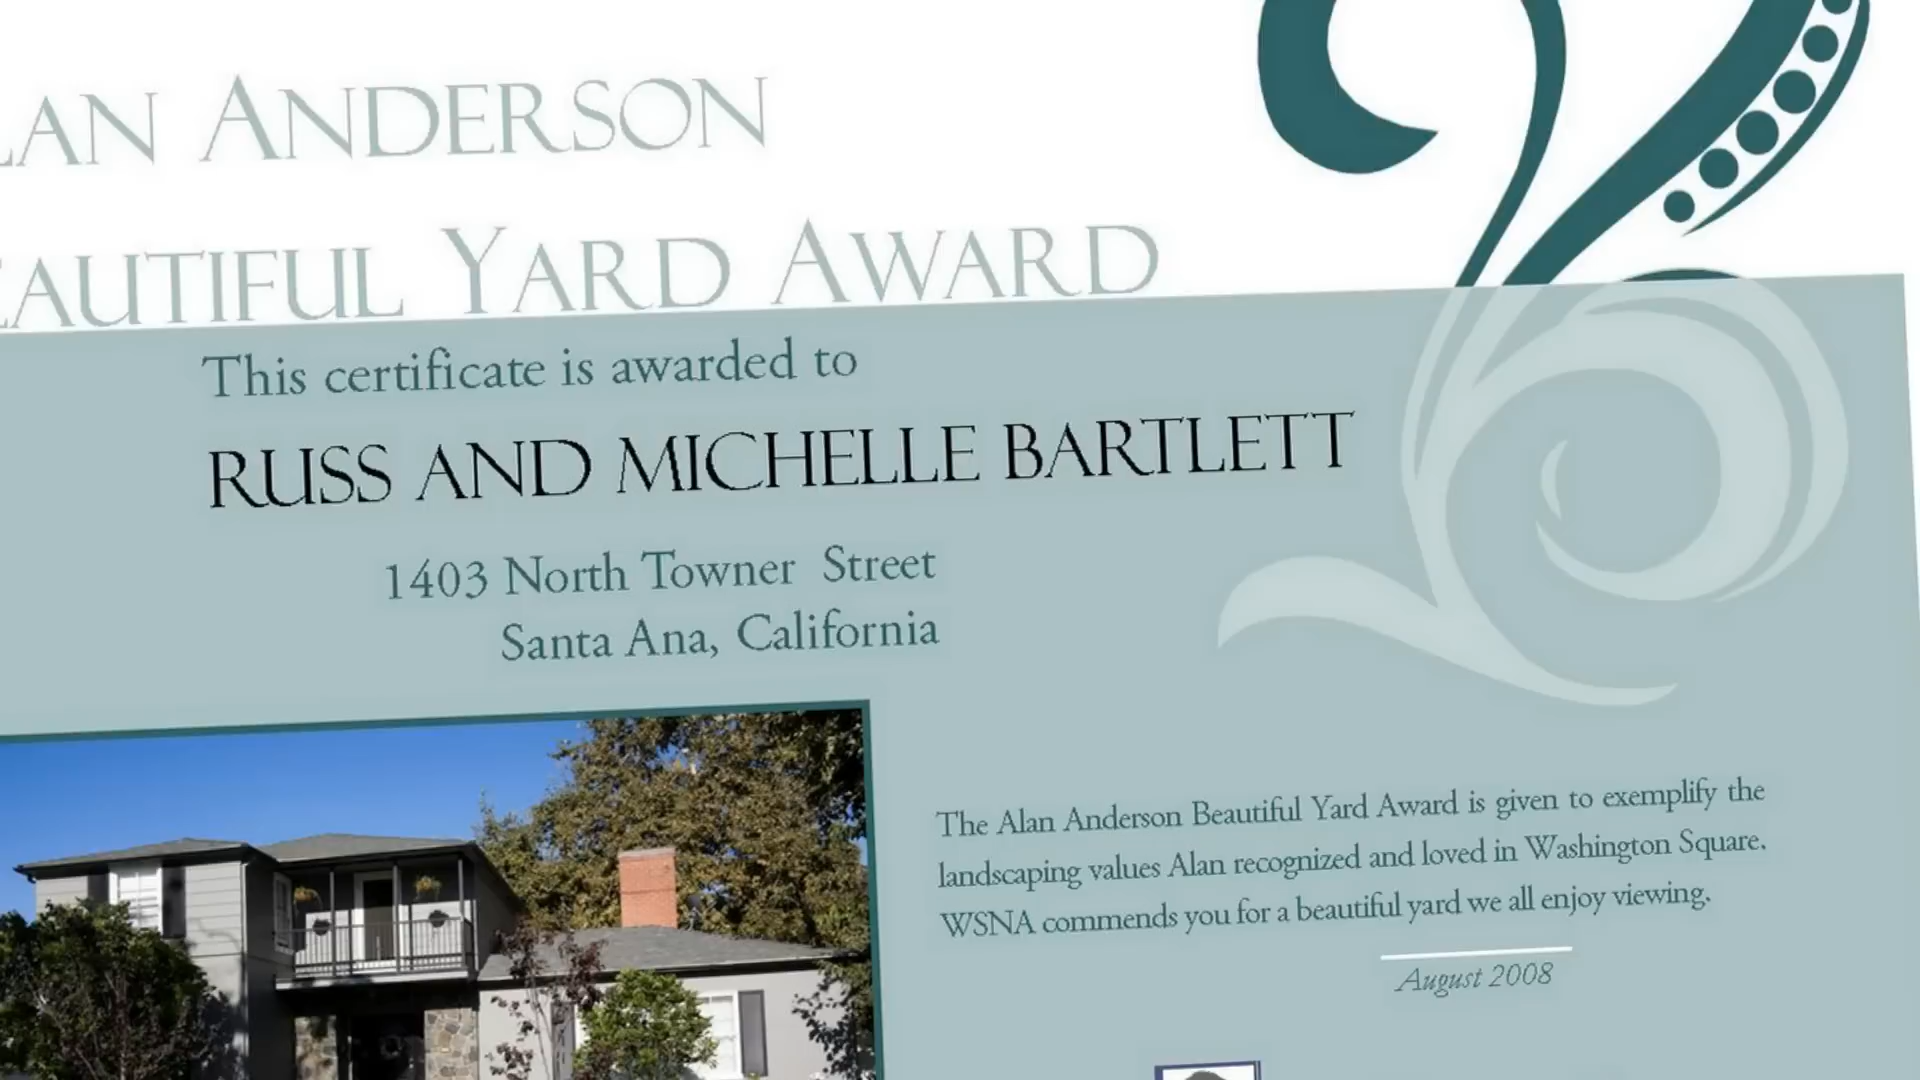 LAN ANDERSON
EAUTIFUL YARD AWARD
This certificate is awarded to
RUSS AND MICHELLE BARTLETT
1403 North Towner Street
Santa Ana, California
The Alan Anderson Beautiful Yard Award is given to exemplify the
landscaping values Alan recognized and loved in Washington Square.
WSNA commends you for a beautiful yard we all enjoy viewing.
August 2008